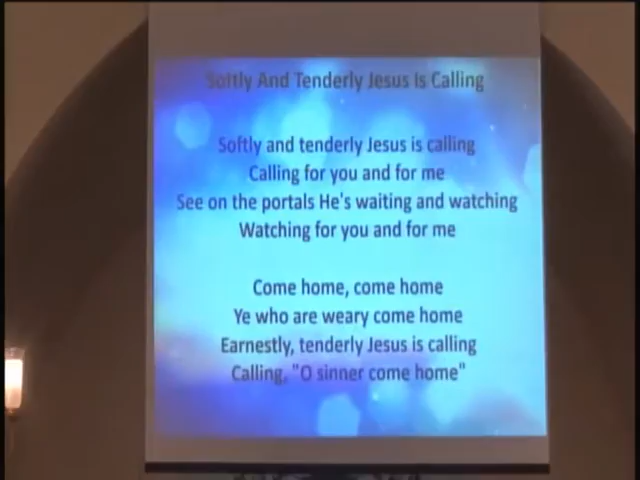 Softly And Tenderly Jesus Is Calling
Softly and tenderly Jesus is calling
Calling for you and for me
See on the portals He's waiting and watching
Watching for you and for me
Come home, come home
Ye who are weary come home
Earnestly, tenderly Jesus is calling
Calling, "O sinner come home"